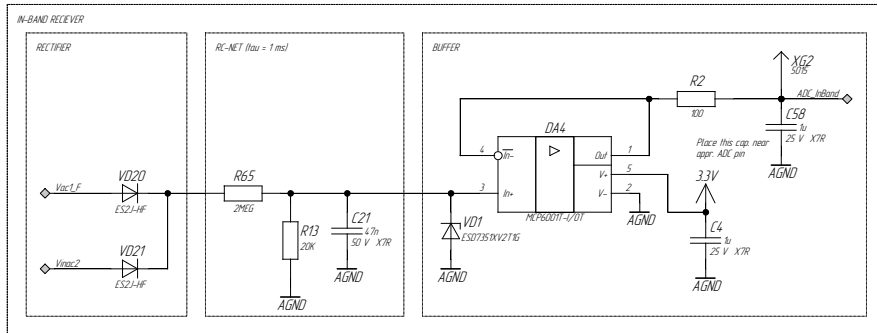 IN-BAND RECIEVER
RECTIFIER
Vac1_F
VD20
ES2J-HF
Vinac2
VD21
ES2J-HF
RC-NET (tau = 1 ms)
R65
2MEG
R13
20K
C21
47n
50 V X7R
AGND
AGND
BUFFER
VD1
ESD7351XV2T1G
AGND
DA4
4
In-
3
In+
Out
1
V+
5
V-
2
MCP6001T-I/OT
AGND
R2
100
XG2
5015
ADC_InBand
C58
1u
25 V X7R
AGND
Place this cap. near
appr. ADC pin
3.3V
C4
1u
25 V X7R
AGND